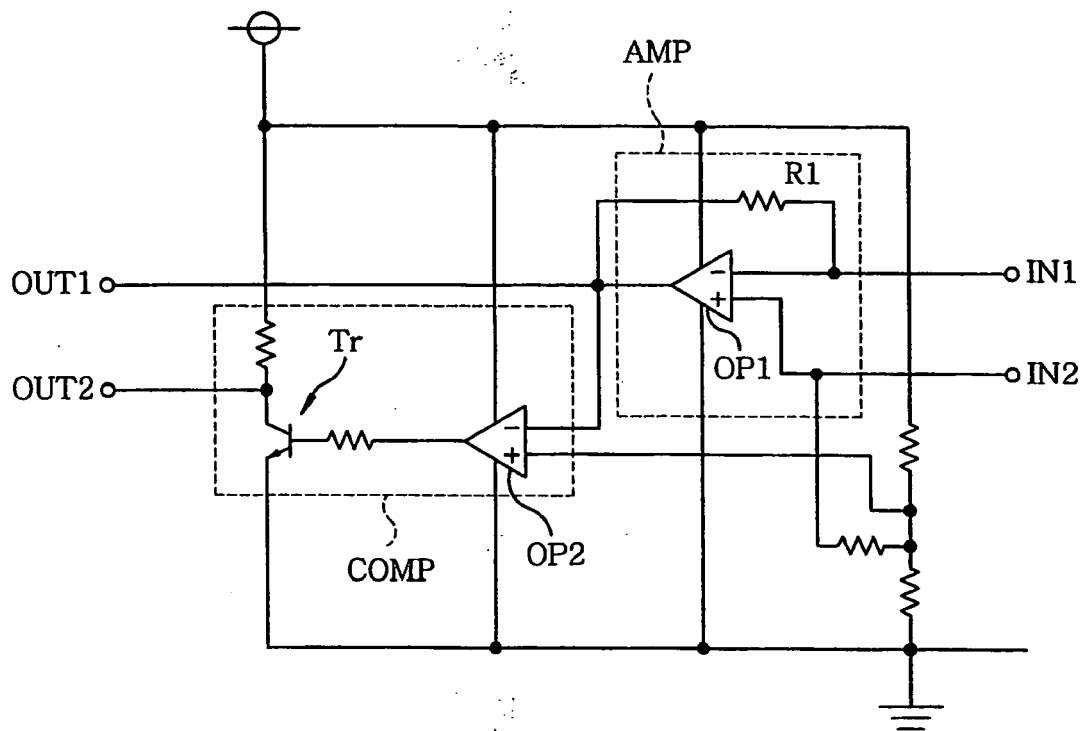 AMP
R1
OUT1
IN1
Tr
−
+
OP1
OUT2
IN2
−
+
OP2
COMP